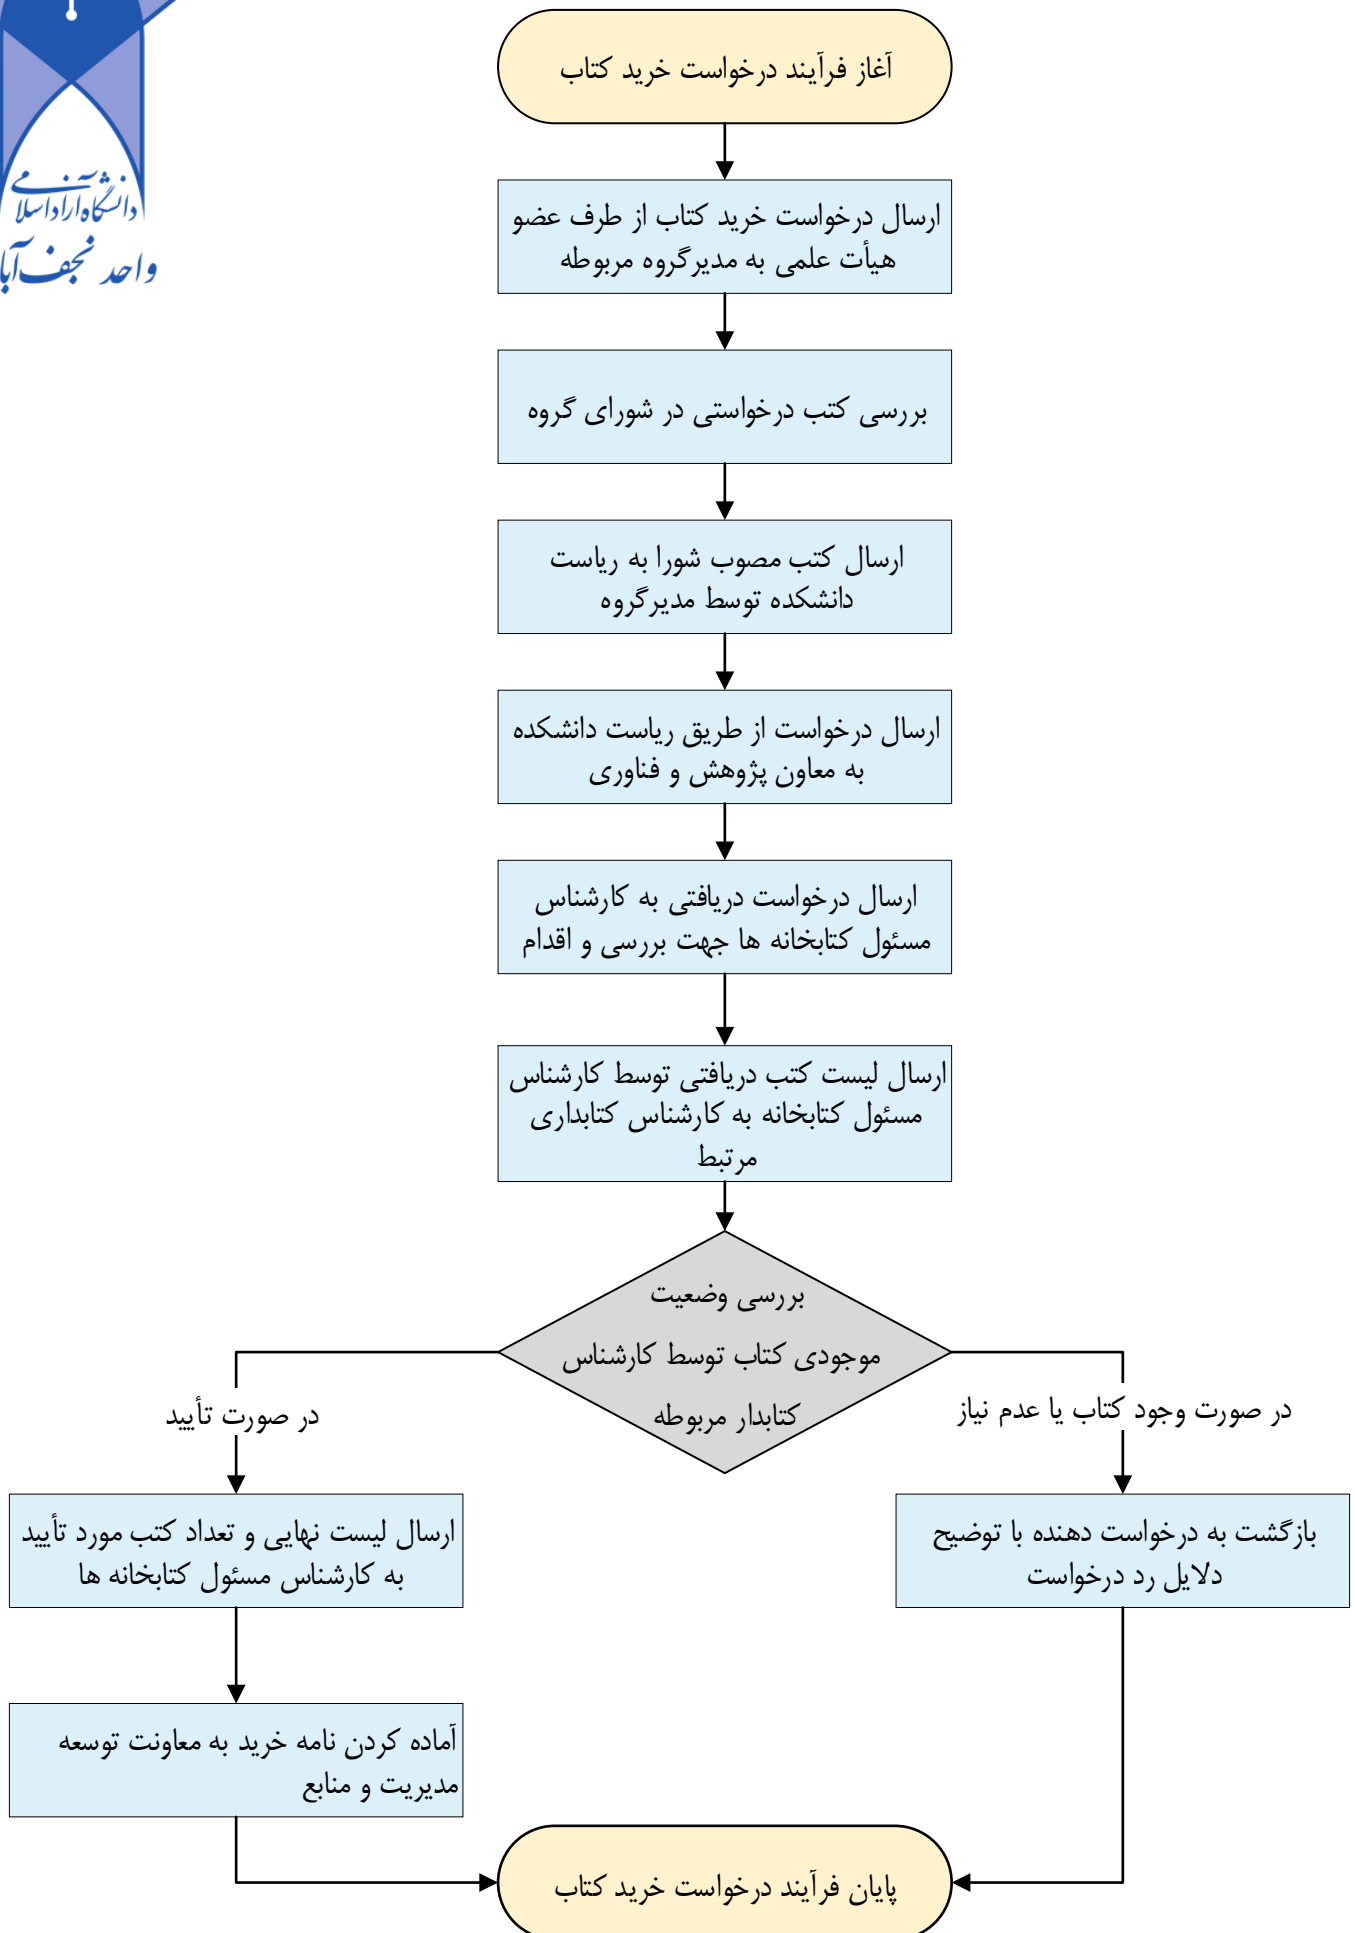 دانشگاه آزاد اسلامی
واحد نجف‌آبا
آغاز فرآیند درخواست خرید کتاب
ارسال درخواست خرید کتاب از طرف عضو
هیأت علمی به مدیرگروه مربوطه
بررسی کتب درخواستی در شورای گروه
ارسال کتب مصوب شورا به ریاست
دانشکده توسط مدیرگروه
ارسال درخواست از طریق ریاست دانشکده
به معاون پژوهش و فناوری
ارسال درخواست دریافتی به کارشناس
مسئول کتابخانه ها جهت بررسی و اقدام
ارسال لیست کتب دریافتی توسط کارشناس
مسئول کتابخانه به کارشناس کتابداری
مرتبط
بررسی وضعیت
موجودی کتاب توسط کارشناس
کتابدار مربوطه
در صورت وجود کتاب یا عدم نیاز
در صورت تأیید
بازگشت به درخواست دهنده با توضیح
دلایل رد درخواست
ارسال لیست نهایی و تعداد کتب مورد تأیید
به کارشناس مسئول کتابخانه ها
آماده کردن نامه خرید به معاونت توسعه
مدیریت و منابع
پایان فرآیند درخواست خرید کتاب